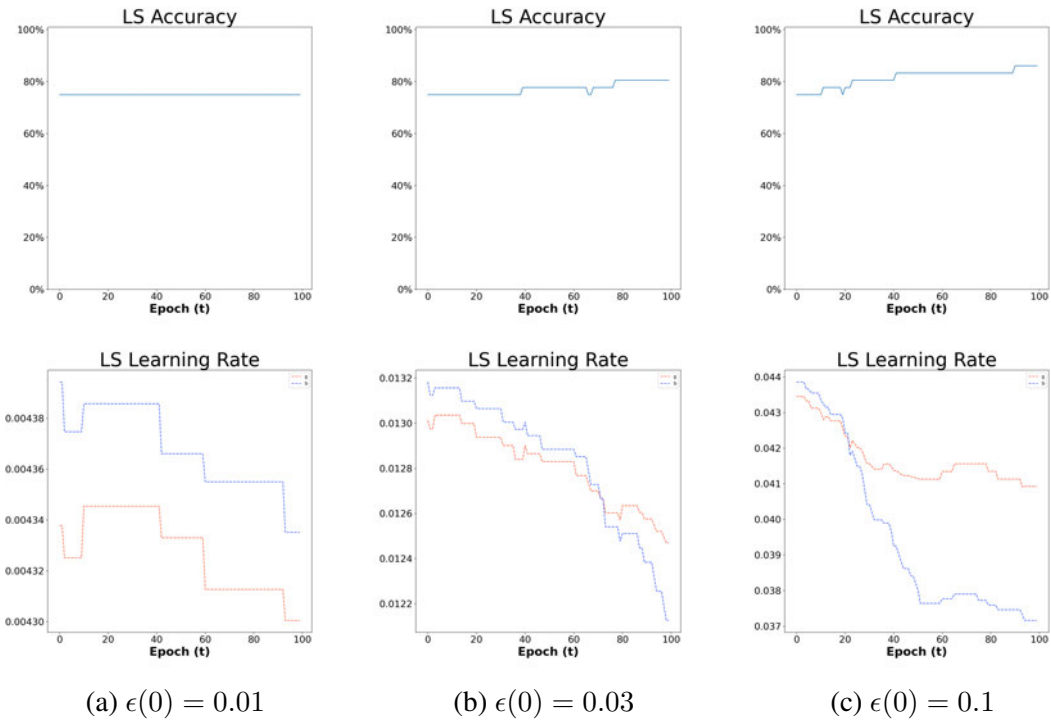 LS Accuracy
100%
80%
60%
40%
20%
0%
0 20 40 60 80 100
Epoch (t)
LS Accuracy
100%
80%
60%
40%
20%
0%
0 20 40 60 80 100
Epoch (t)
LS Accuracy
100%
80%
60%
40%
20%
0%
0 20 40 60 80 100
Epoch (t)
LS Learning Rate
0.00438
0.00436
0.00434
0.00432
0.00430
0 20 40 60 80 100
Epoch (t)
LS Learning Rate
0.0132
0.0130
0.0128
0.0126
0.0124
0.0122
0 20 40 60 80 100
Epoch (t)
LS Learning Rate
0.044
0.043
0.042
0.041
0.040
0.039
0.038
0.037
0 20 40 60 80 100
Epoch (t)
(a) ϵ(0) = 0.01
(b) ϵ(0) = 0.03
(c) ϵ(0) = 0.1